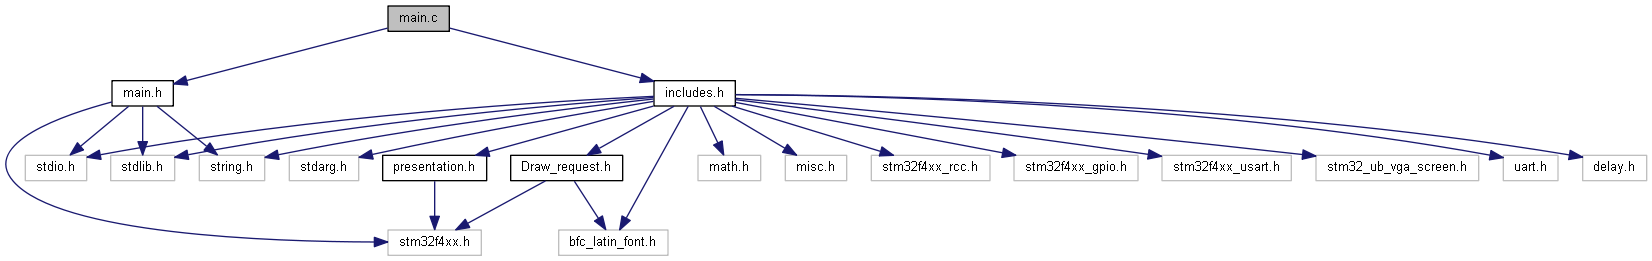 main.c
main.h
includes.h
stdio.h
stdlib.h
string.h
stdarg.h
presentation.h
Draw_request.h
math.h
misc.h
stm32f4xx_rcc.h
stm32f4xx_gpio.h
stm32f4xx_usart.h
stm32_ub_vga_screen.h
uart.h
delay.h
stm32f4xx.h
bfc_latin_font.h